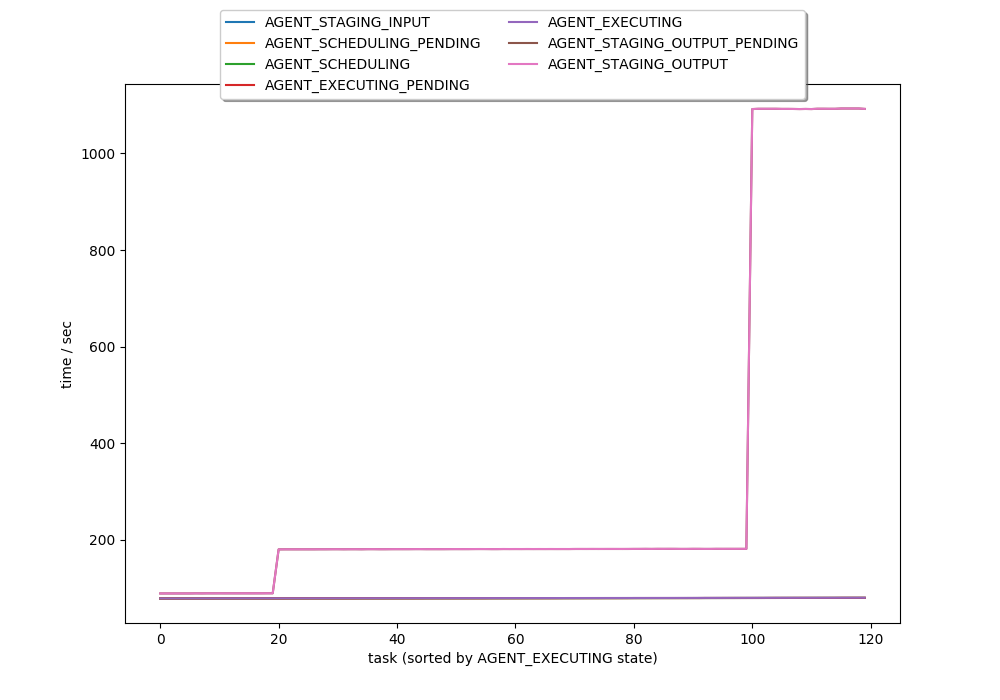 AGENT_STAGING_INPUT
AGENT_SCHEDULING_PENDING
AGENT_SCHEDULING
AGENT_EXECUTING_PENDING
AGENT_EXECUTING
AGENT_STAGING_OUTPUT_PENDING
AGENT_STAGING_OUTPUT
1000
800
600
400
200
time / sec
0 20 40 60 80 100 120
task (sorted by AGENT_EXECUTING state)